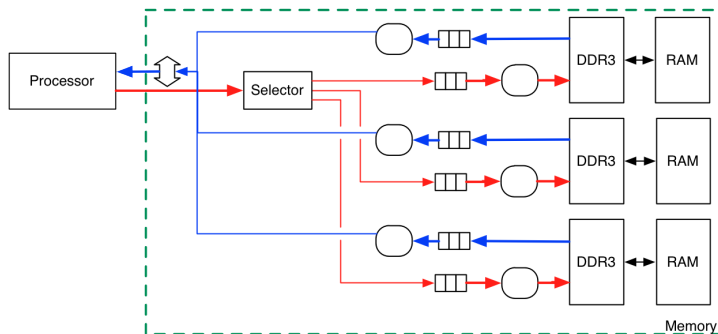 Processor
Selector
DDR3
RAM
DDR3
RAM
DDR3
RAM
Memory